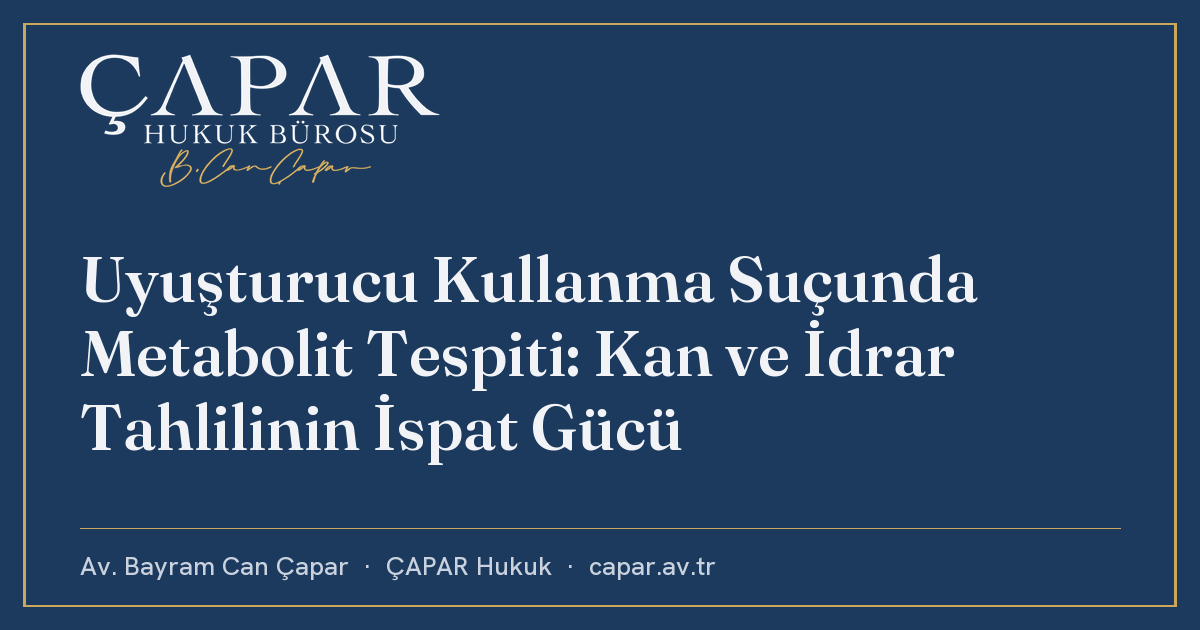 ÇAPAR
HUKUK BÜROSU
B.Can Çapar
Uyuşturucu Kullanma Suçunda
Metabolit Tespiti: Kan ve İdrar
Tahlilinin İspat Gücü
Av. Bayram Can Çapar · ÇAPAR Hukuk · capar.av.tr